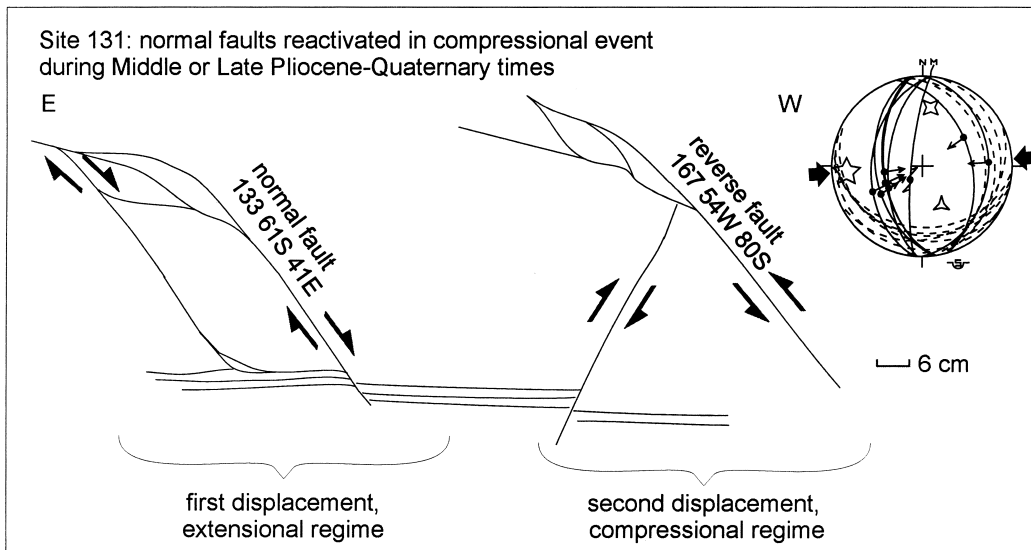 Site 131: normal faults reactivated in compressional event
during Middle or Late Pliocene-Quaternary times
E
W
N M
normal fault
133 61S 41E
reverse fault
167 54W 80S
S
6 cm
first displacement,
extensional regime
second displacement,
compressional regime